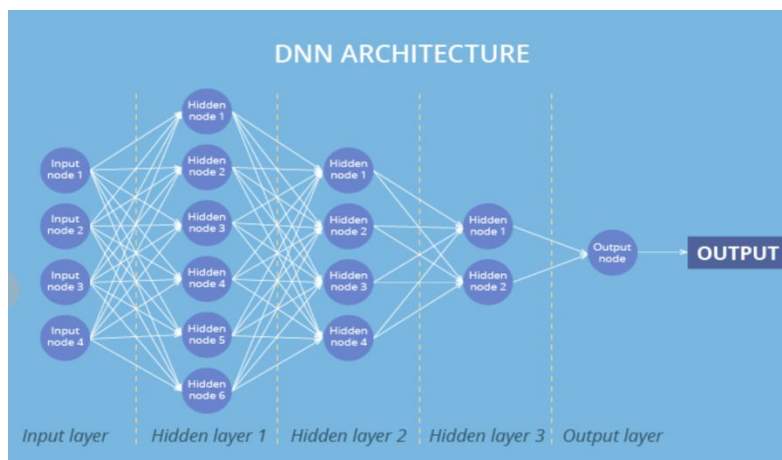 DNN ARCHITECTURE
Input
node 1
Input
node 2
Input
node 3
Input
node 4
Hidden
node 1
Hidden
node 2
Hidden
node 3
Hidden
node 4
Hidden
node 5
Hidden
node 6
Hidden
node 1
Hidden
node 2
Hidden
node 3
Hidden
node 4
Hidden
node 1
Hidden
node 2
Output
node
OUTPUT
Input layer
Hidden layer 1
Hidden layer 2
Hidden layer 3
Output layer